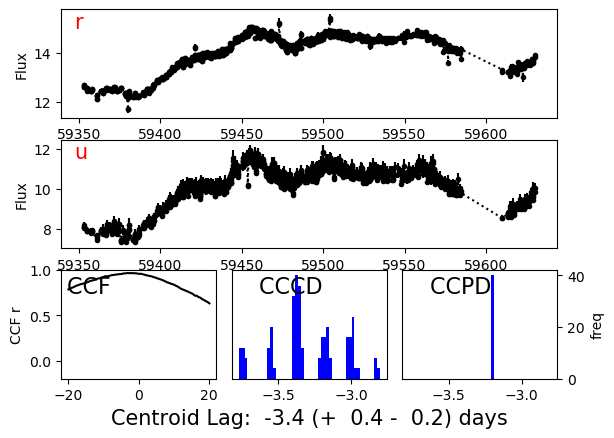 r
Flux
14
12
59350 59400 59450 59500 59550 59600
u
Flux
12
10
8
59350 59400 59450 59500 59550 59600
CCF
CCF r
1.0
0.5
0.0
−20 0 20
CCCD
−3.5 −3.0
CCPD
−3.5 −3.0
40
20
0
freq
Centroid Lag: -3.4 (+ 0.4 - 0.2) days